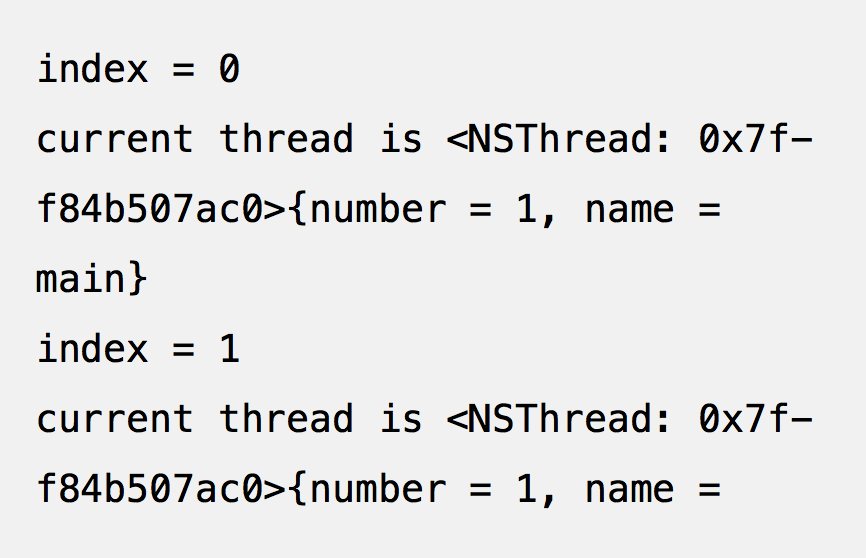 index = 0
current thread is <NSThread: 0x7f-
f84b507ac0>{number = 1, name =
main}
index = 1
current thread is <NSThread: 0x7f-
f84b507ac0>{number = 1, name =